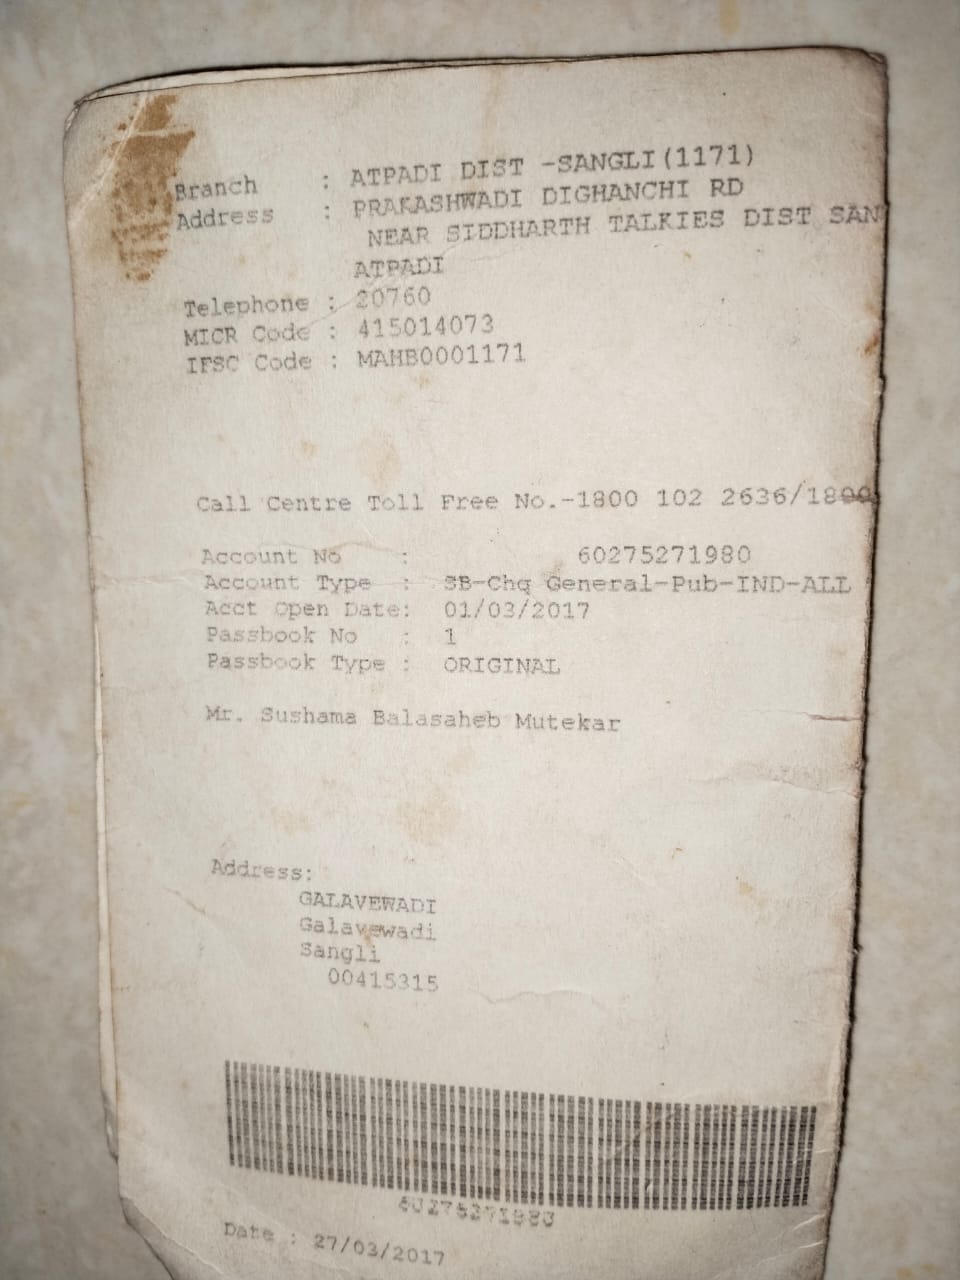 Branch : ATPADI DIST -SANGLI(1171)
Address : PRAKASHWADI DIGHANCHI RD
NEAR SIDDHARTH TALKIES DIST SAN
ATPADI
Telephone : 20760
MICR Code : 415014073
IFSC Code : MAHB0001171
Call Centre Toll Free No.-1800 102 2636/1800
Account No : 60275271980
Account Type : SB-Chq General-Pub-IND-ALL
Acct Open Date: 01/03/2017
Passbook No : 1
Passbook Type : ORIGINAL
Mr. Sushama Balasaheb Mutekar
Address:
GALAVEWADI
Galavewadi
Sangli
00415315
60275271980
Date : 27/03/2017